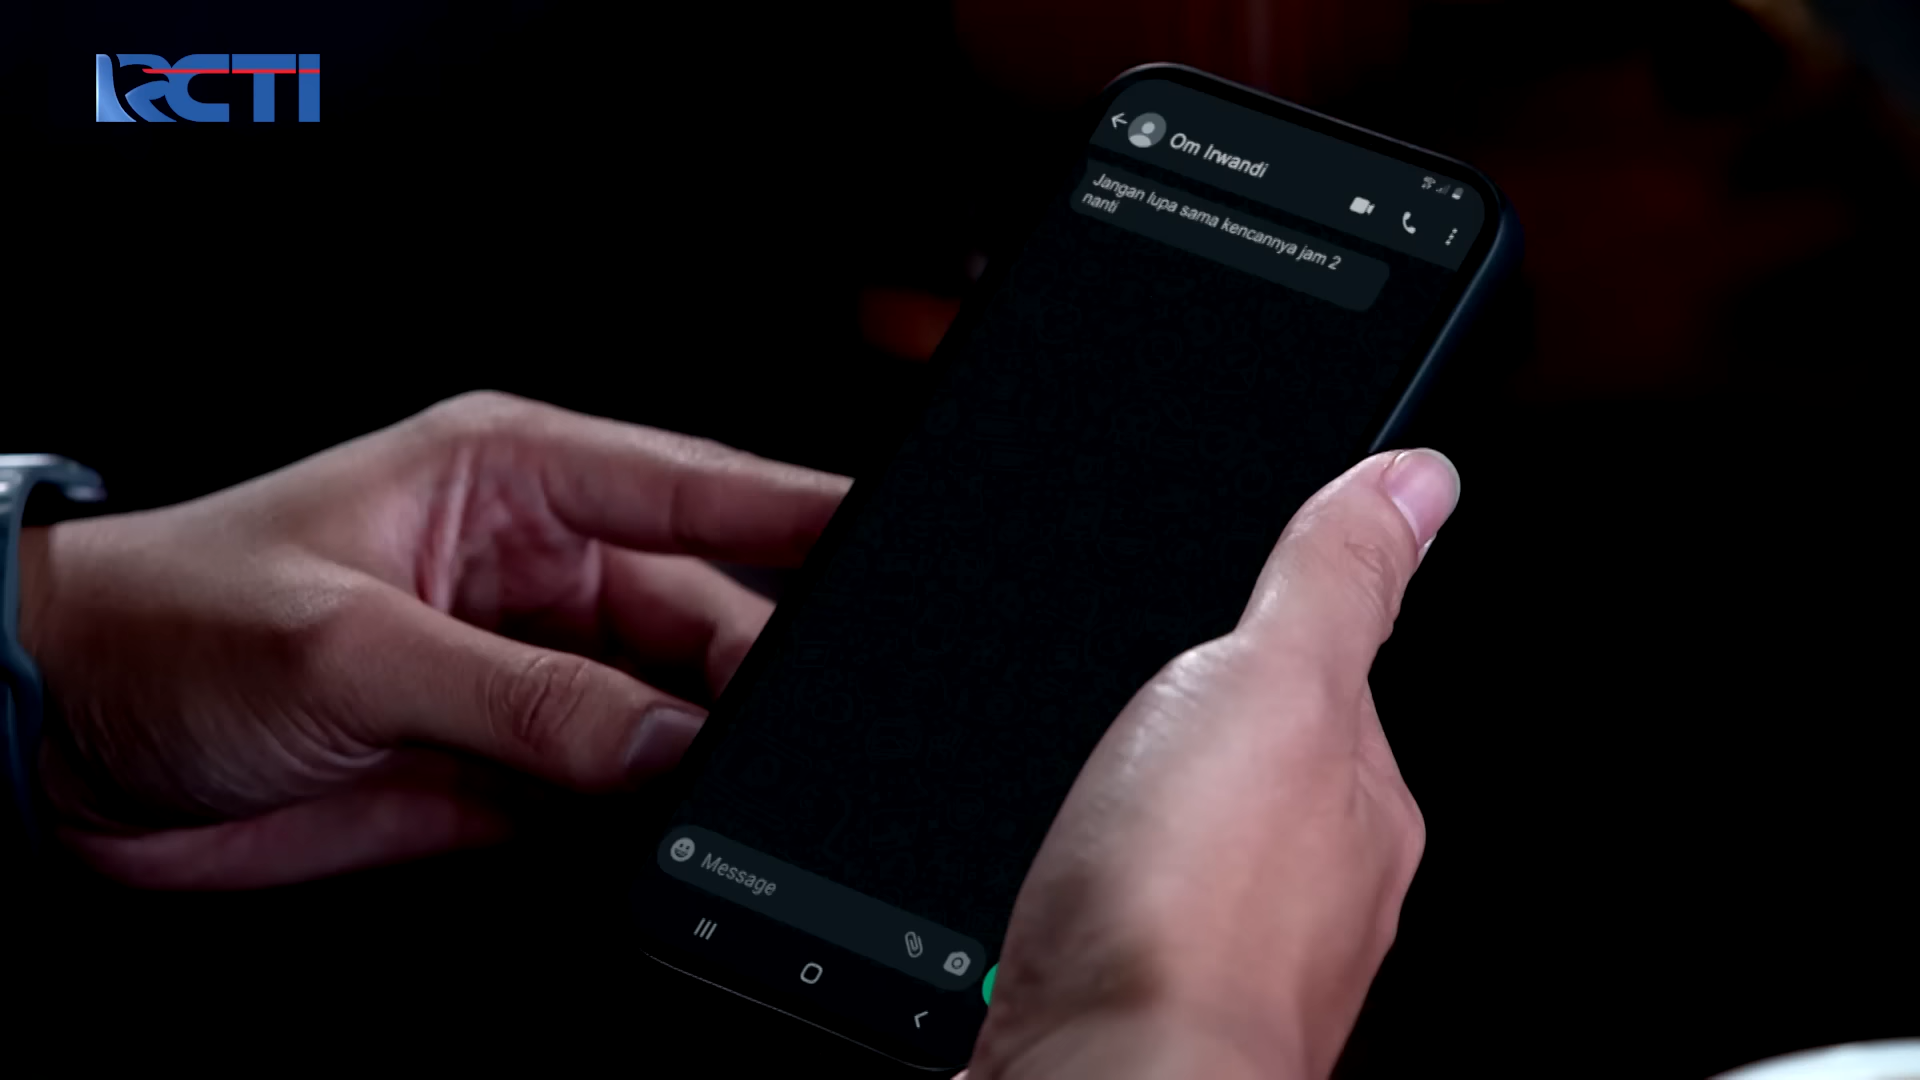 RCTI
Om Irwandi
Jangan lupa sama kencannya jam 2
nanti
Message